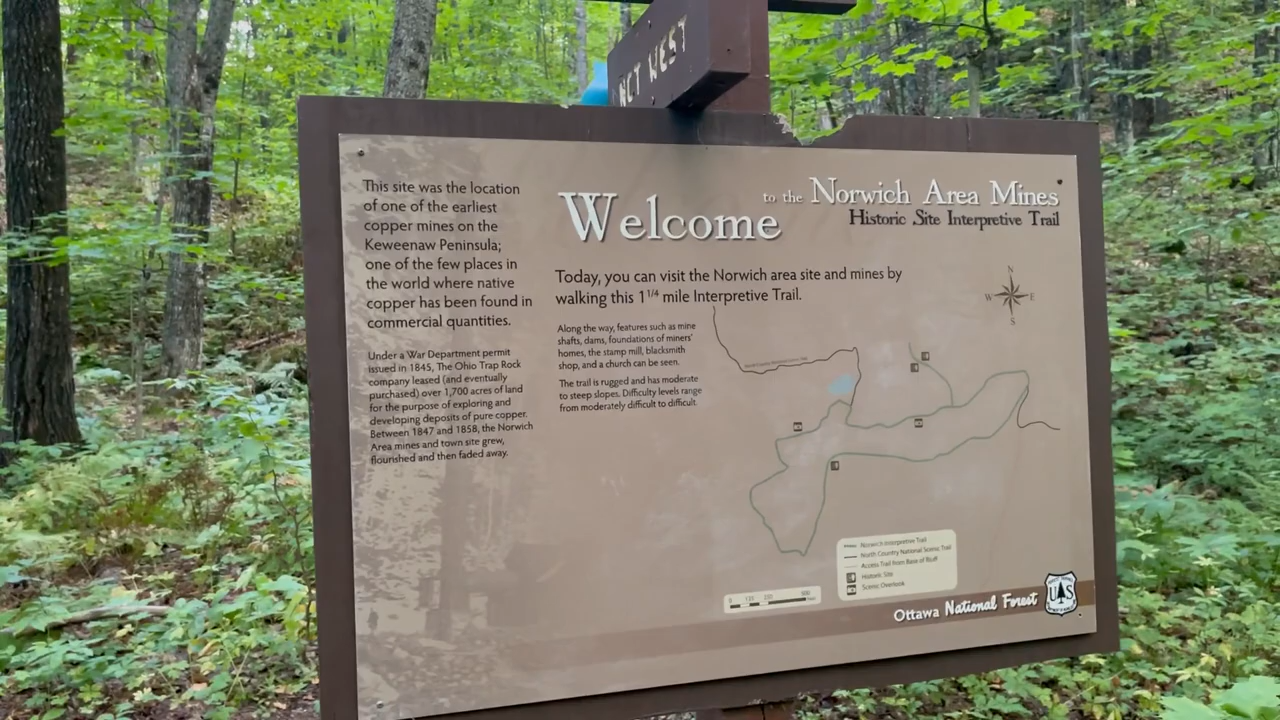 NCT WEST
This site was the location
of one of the earliest
copper mines on the
Keweenaw Peninsula;
one of the few places in
the world where native
copper has been found in
commercial quantities.
Under a War Department permit
issued in 1845, The Ohio Trap Rock
company leased (and eventually
purchased) over 1,700 acres of land
for the purpose of exploring and
developing deposits of pure copper.
Between 1847 and 1858, the Norwich
Area mines and town site grew,
flourished and then faded away.
Welcome to the Norwich Area Mines
Historic Site Interpretive Trail
Today, you can visit the Norwich area site and mines by
walking this 1 1/4 mile Interpretive Trail.
Along the way, features such as mine
shafts, dams, foundations of miners'
homes, the stamp mill, blacksmith
shop, and a church can be seen.
The trail is rugged and has moderate
to steep slopes. Difficulty levels range
from moderately difficult to difficult.
N
W E
S
Norwich Interpretive Trail
North Country National Scenic Trail
Access Trail from Base of Bluff
Historic Site
Scenic Overlook
0
Ottawa National Forest
US